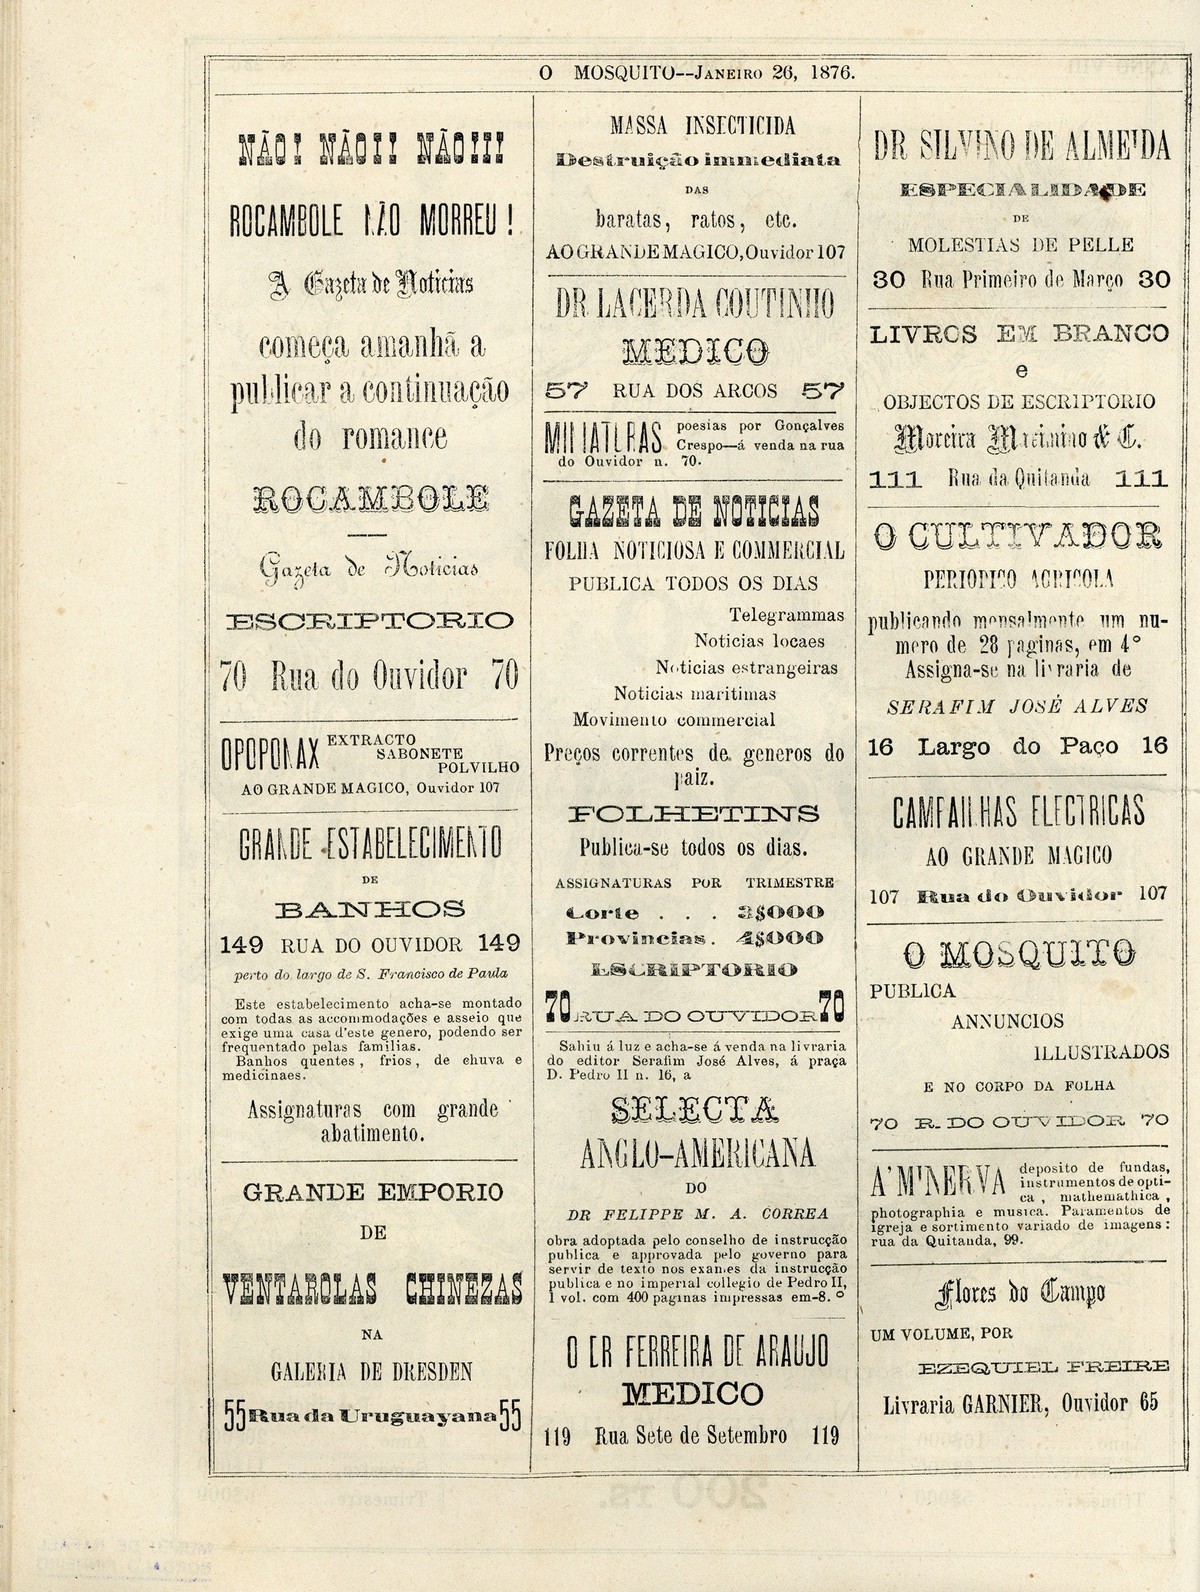 O MOSQUITO--JANEIRO 26, 1876.
NÃO! NÃO!! NÃO!!!
ROCAMBOLE NÃO MORREU!
A Gazeta de Noticias
começa amanhã a
publicar a continuação
do romance
ROCAMBOLE
Gazeta de Noticias
ESCRIPTORIO
70 Rua do Ouvidor 70
OPOPONAX EXTRACTO
SABONETE
POLVILHO
AO GRANDE MAGICO, Ouvidor 107
GRANDE ESTABELECIMENTO
DE
BANHOS
149 RUA DO OUVIDOR 149
perto do largo de S. Francisco de Paula
Este estabelecimento acha-se montado
com todas as accommodações e asseio que
exige uma casa d'este genero, podendo ser
frequentado pelas familias.
Banhos quentes, frios, de chuva e
medicinaes.
Assignaturas com grande
abatimento.
GRANDE EMPORIO
DE
VENTAROLAS CHINEZAS
NA
GALERIA DE DRESDEN
55 Rua da Uruguayana 55
MASSA INSECTICIDA
Destruição immediata
DAS
baratas, ratos, etc.
AO GRANDE MAGICO, Ouvidor 107
DR LACERDA COUTINHO
MEDICO
57 RUA DOS ARCOS 57
MINIATURAS poesias por Gonçalves
Crespo—á venda na rua
do Ouvidor n. 70.
GAZETA DE NOTICIAS
FOLHA NOTICIOSA E COMMERCIAL
PUBLICA TODOS OS DIAS
Telegrammas
Noticias locaes
Noticias estrangeiras
Noticias maritimas
Movimento commercial
Preços correntes de generos do
paiz.
FOLHETINS
Publica-se todos os dias.
ASSIGNATURAS POR TRIMESTRE
Corte . . . 3$000
Provincias. 4$000
ESCRIPTORIO
70 RUA DO OUVIDOR 70
Sahiu á luz e acha-se á venda na livraria
do editor Serafim José Alves, á praça
D. Pedro II n. 16, a
SELECTA
ANGLO-AMERICANA
DO
DR FELIPPE M. A. CORREA
obra adoptada pelo conselho de instrucção
publica e approvada pelo governo para
servir de texto nos exames da instrucção
publica e no imperial collegio de Pedro II,
1 vol. com 400 paginas impressas em-8.º
O DR FERREIRA DE ARAUJO
MEDICO
119 Rua Sete de Setembro 119
DR SILVINO DE ALMEIDA
ESPECIALIDADE
DE
MOLESTIAS DE PELLE
30 Rua Primeiro de Março 30
LIVROS EM BRANCO
e
OBJECTOS DE ESCRIPTORIO
Moreira Maximino & C.
111 Rua da Quitanda 111
O CULTIVADOR
PERIODICO AGRICOLA
publicando mensalmente um nu-
mero de 28 paginas, em 4°
Assigna-se na livraria de
SERAFIM JOSÉ ALVES
16 Largo do Paço 16
CAMPAINHAS ELECTRICAS
AO GRANDE MAGICO
107 Rua do Ouvidor 107
O MOSQUITO
PUBLICA
ANNUNCIOS
ILLUSTRADOS
E NO CORPO DA FOLHA
70 R. DO OUVIDOR 70
A' MINERVA deposito de fundas,
instrumentos de opti-
ca, mathemathica,
photographia e musica. Paramentos de
igreja e sortimento variado de imagens:
rua da Quitanda, 99.
Flores do Campo
UM VOLUME, POR
EZEQUIEL FREIRE
Livraria GARNIER, Ouvidor 65